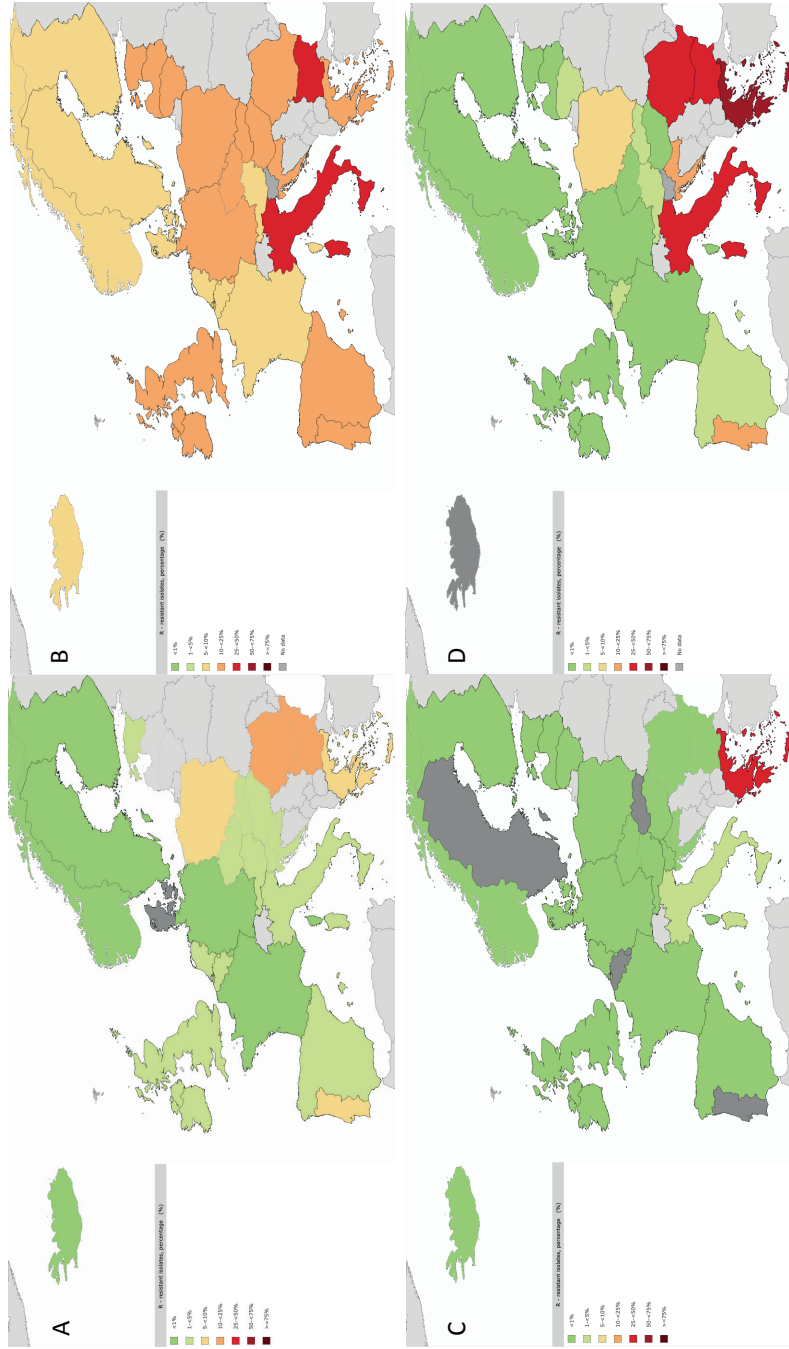 A
R - resistant isolates, percentage (%)
<1%
1-<5%
5-<10%
10-<25%
25-<50%
50-<75%
>=75%
B
R - resistant isolates, percentage (%)
<1%
1-<5%
5-<10%
10-<25%
25-<50%
50-<75%
>=75%
No data
C
R - resistant isolates, percentage (%)
<1%
1-<5%
5-<10%
10-<25%
25-<50%
50-<75%
>=75%
D
R - resistant isolates, percentage (%)
<1%
1-<5%
5-<10%
10-<25%
25-<50%
50-<75%
>=75%
No data